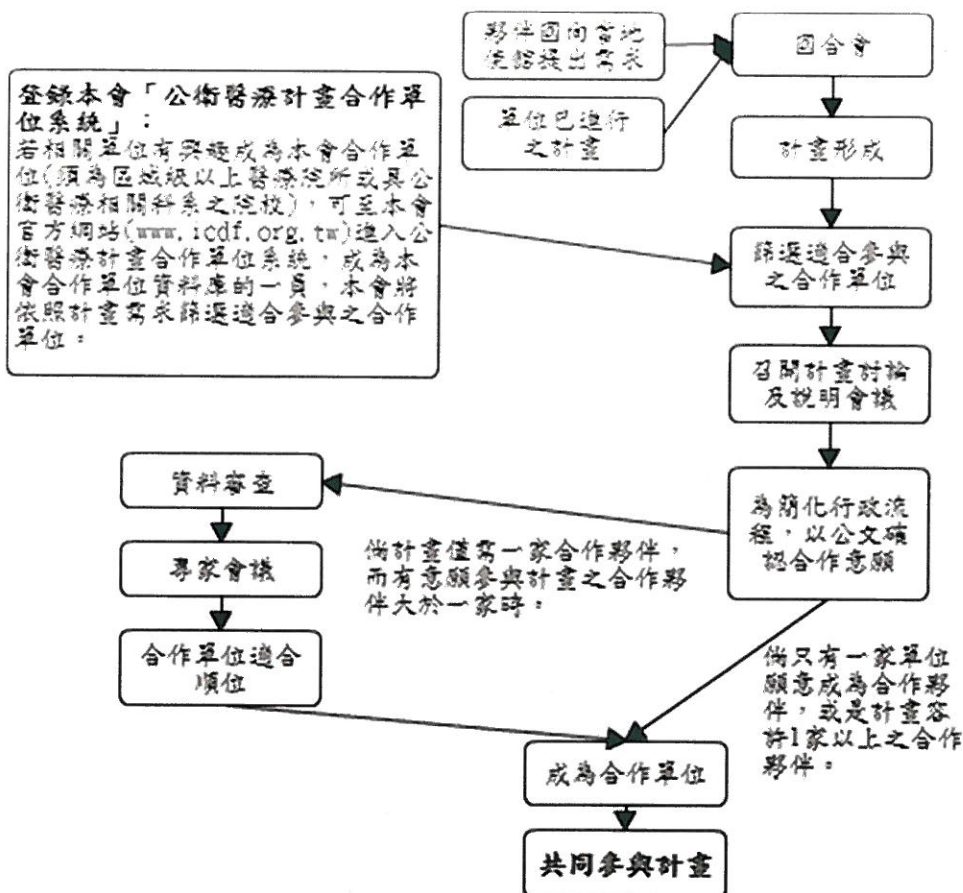 夥伴國向當地
使館提出需求
國合會
登錄本會「公衛醫療計畫合作單
位系統」：
若相關單位有興趣成為本會合作單
位(須為區域級以上醫療院所或具公
衛醫療相關科系之院校)，可至本會
官方網站(www.icdf.org.tw)進入公
衛醫療計畫合作單位系統，成為本
會合作單位資料庫的一員，本會將
依照計畫需求篩選適合參與之合作
單位。
單位已進行
之計畫
計畫形成
篩選適合參與
之合作單位
召開計畫討論
及說明會議
資料審查
為簡化行政流
程，以公文確
認合作意願
專家會議
倘計畫僅需一家合作夥伴，
而有意願參與計畫之合作夥
伴大於一家時。
合作單位適合
順位
倘只有一家單位
願意成為合作夥
伴，或是計畫容
許1家以上之合作
夥伴。
成為合作單位
共同參與計畫